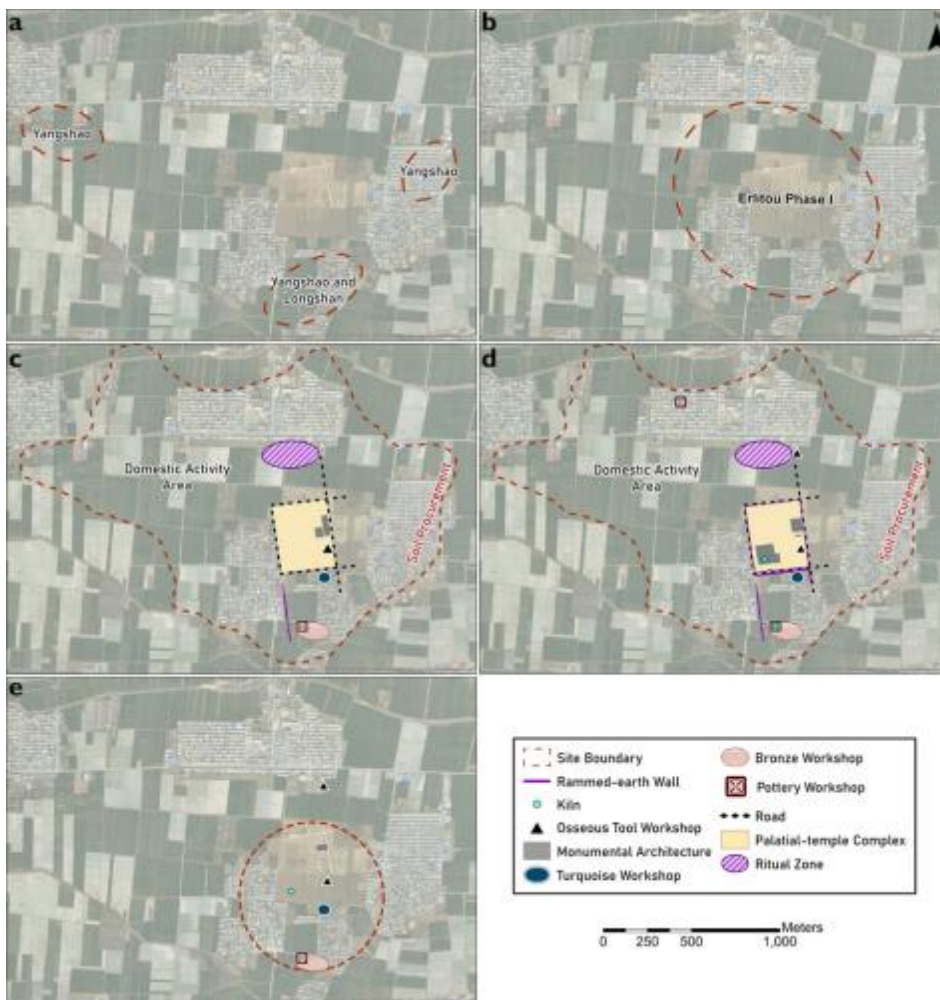 a
Yangshao
Yangshao
Yangshao and
Longshan
b
Erlitou Phase I
c
Domestic Activity
Area
Soil Procurement
d
Domestic Activity
Area
Soil Procurement
e
Site Boundary
Rammed-earth Wall
Kiln
Osseous Tool Workshop
Monumental Architecture
Turquoise Workshop
Bronze Workshop
Pottery Workshop
Road
Palatial-temple Complex
Ritual Zone
Meters
0 250 500 1,000